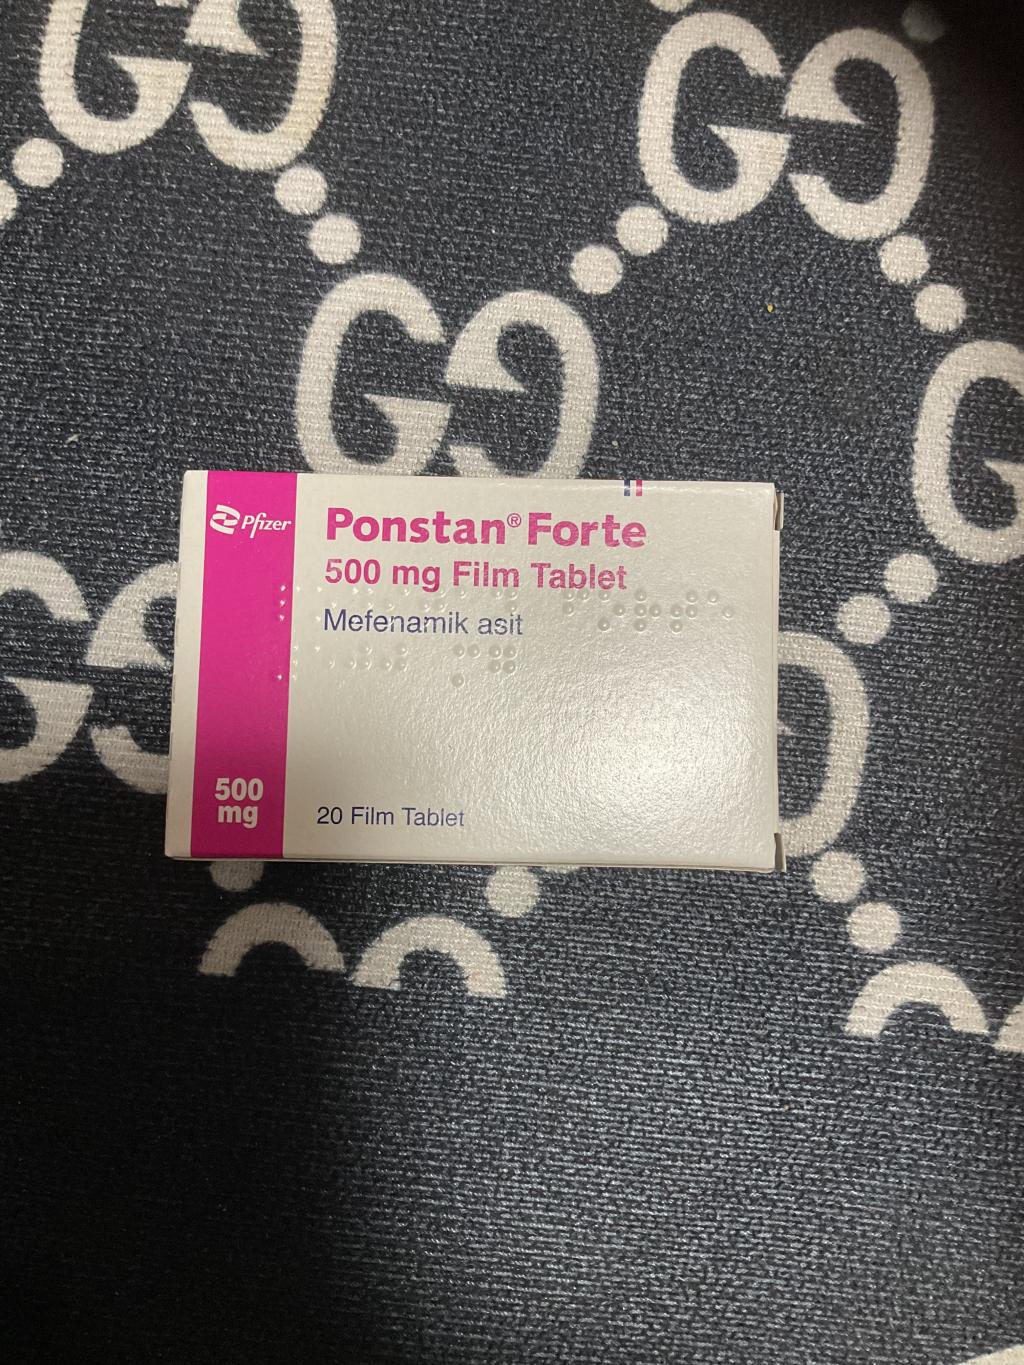 Pfizer
Ponstan® Forte
500 mg Film Tablet
Mefenamik asit
500
mg
20 Film Tablet